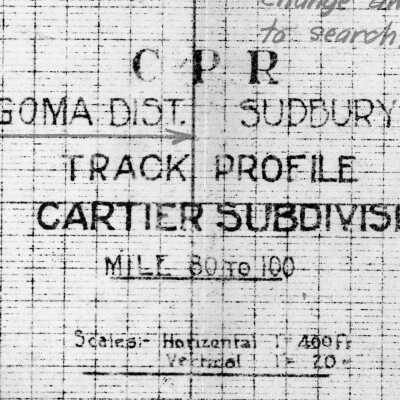 Change
to search
C P R
GOMA DIST. SUDBURY
TRACK PROFILE
CARTIER SUBDIVISI
MILE 80 TO 100
Scales:- Horizontal 1"= 400 Ft
Vertical 1"= 20 "